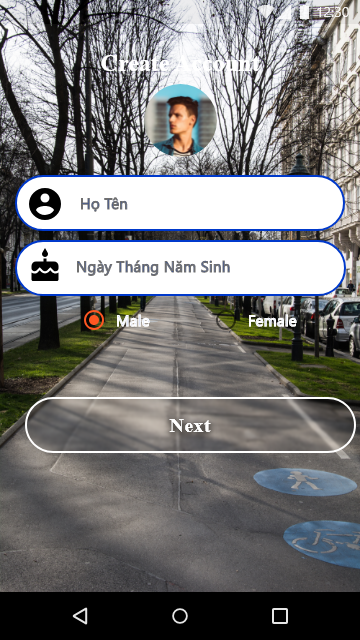 12:30
Create Account
Họ Tên
Ngày Tháng Năm Sinh
Male Female
Next